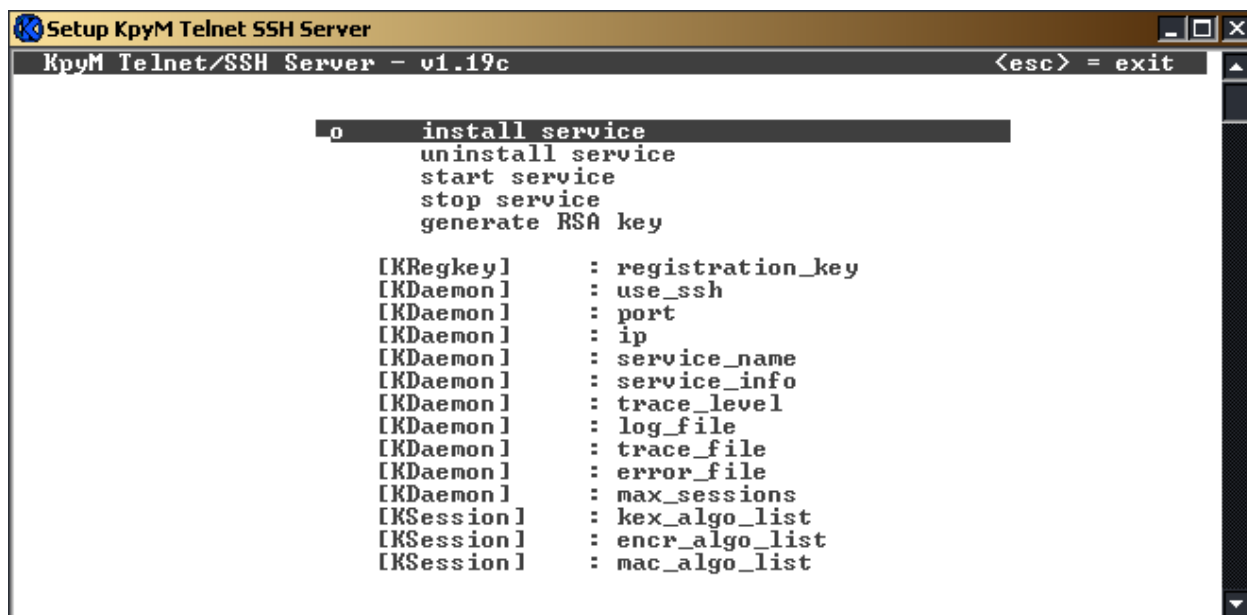 Setup KpyM Telnet SSH Server
KpyM Telnet/SSH Server - v1.19c <esc> = exit
o install service
uninstall service
start service
stop service
generate RSA key
[KRegkey] : registration_key
[KDaemon] : use_ssh
[KDaemon] : port
[KDaemon] : ip
[KDaemon] : service_name
[KDaemon] : service_info
[KDaemon] : trace_level
[KDaemon] : log_file
[KDaemon] : trace_file
[KDaemon] : error_file
[KDaemon] : max_sessions
[KSession] : kex_algo_list
[KSession] : encr_algo_list
[KSession] : mac_algo_list